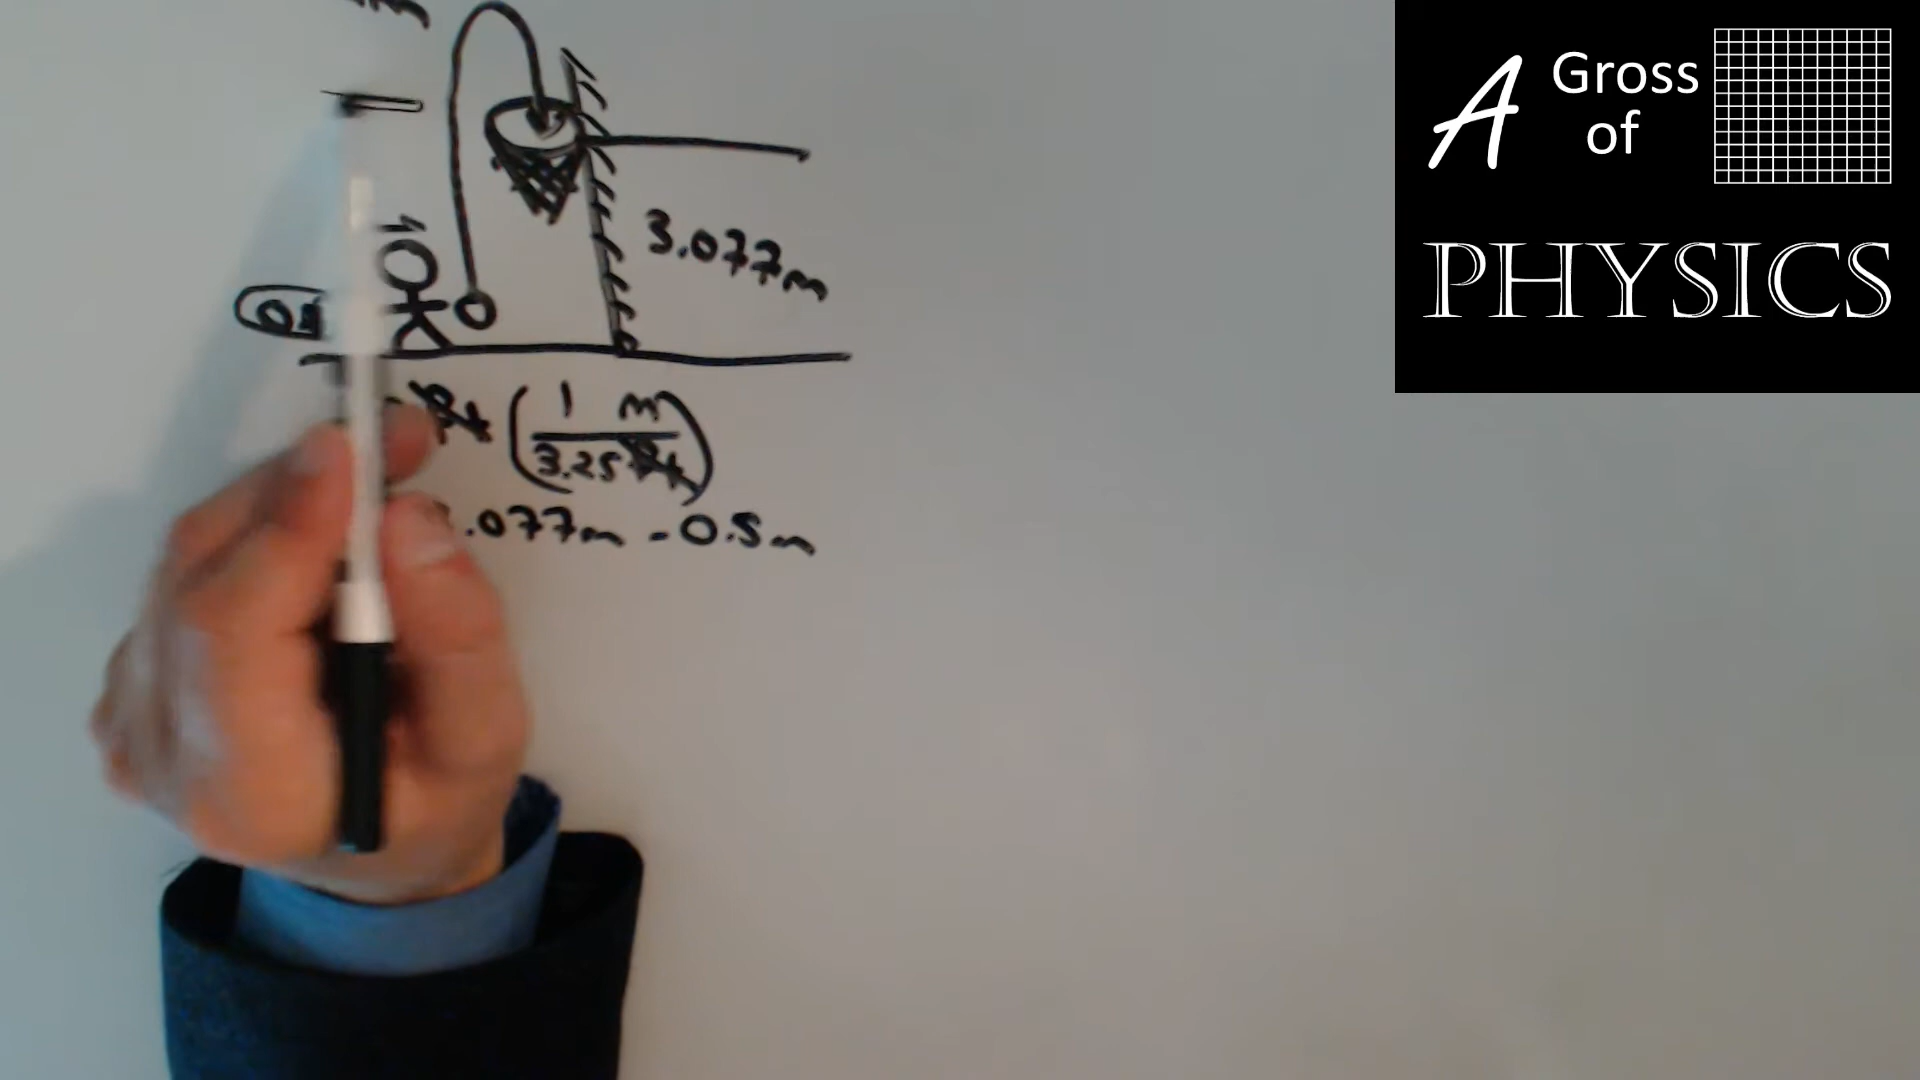 A Gross
of
PHYSICS
m
3.077m
ft (1 m
3.25 ft)
.077m - 0.5m